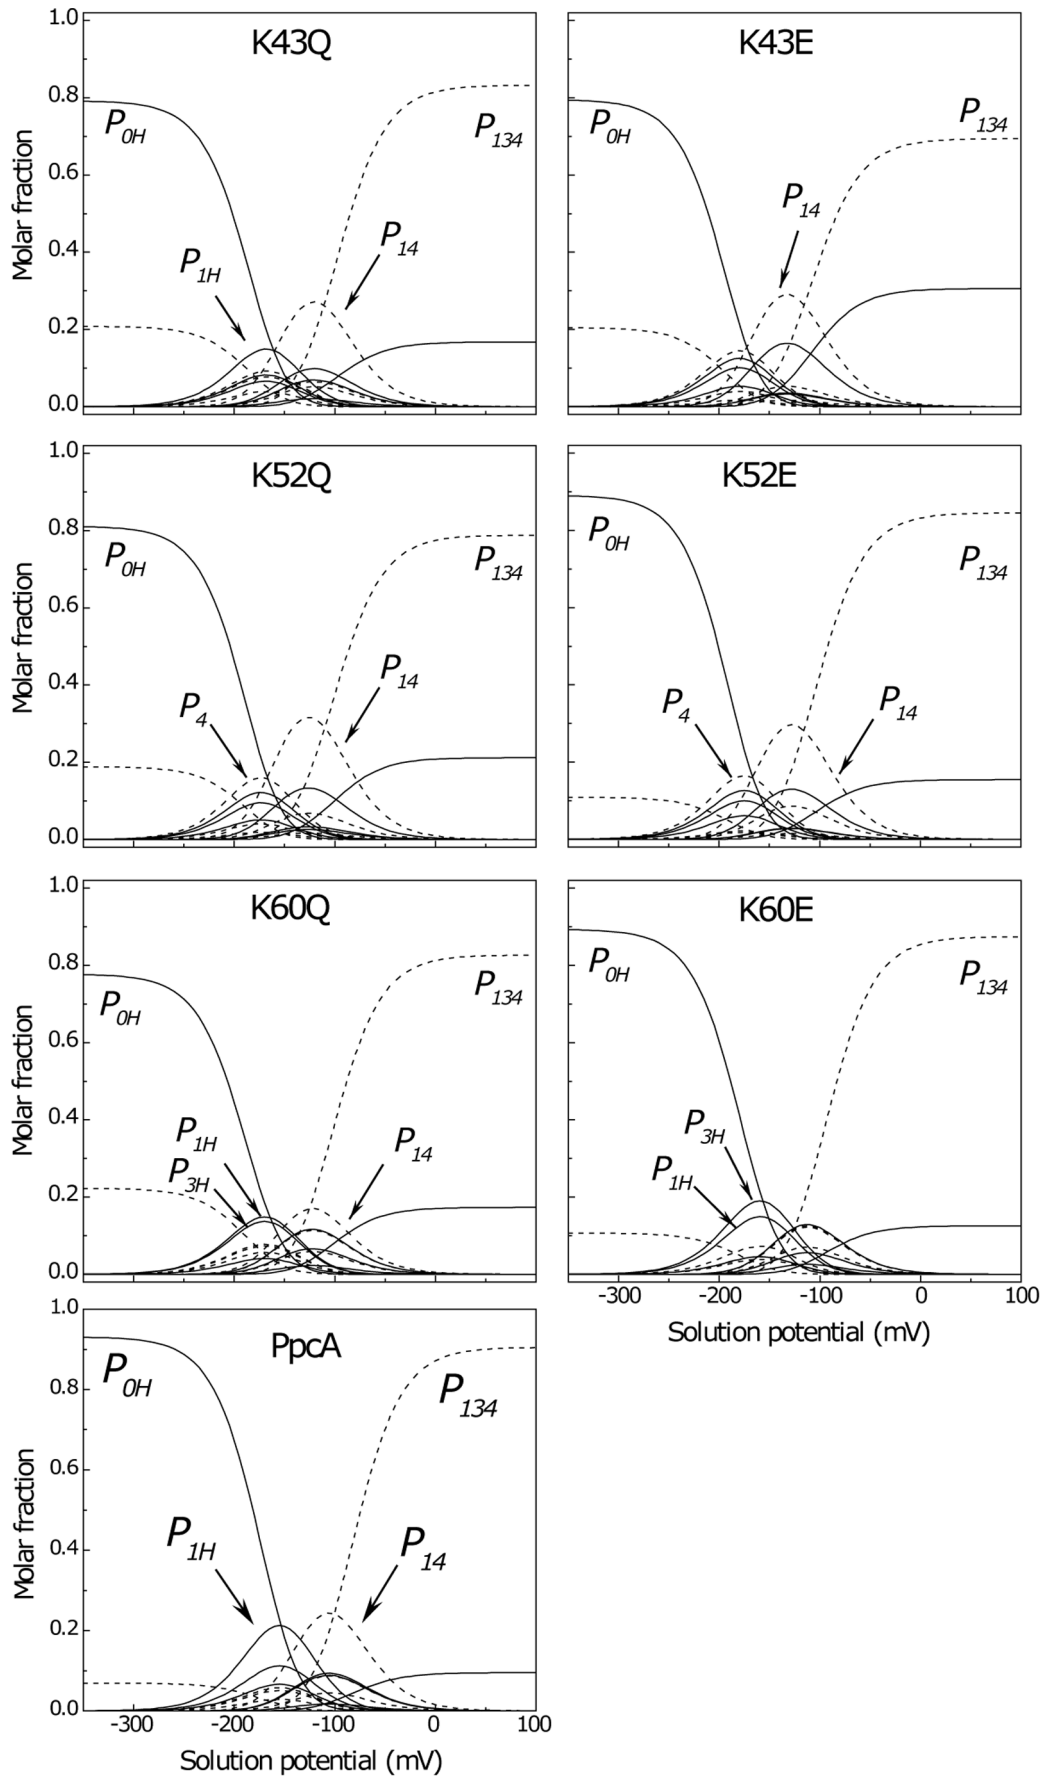 K43Q
K43E
1.0
0.8
0.6
0.4
0.2
0.0
Molar fraction
P0H
P134
P1H
P14
P0H
P134
P14
K52Q
K52E
1.0
0.8
0.6
0.4
0.2
0.0
Molar fraction
P0H
P134
P4
P14
P0H
P134
P4
P14
K60Q
K60E
1.0
0.8
0.6
0.4
0.2
0.0
Molar fraction
P0H
P134
P1H
P3H
P14
P0H
P134
P3H
P1H
-300 -200 -100 0 100
Solution potential (mV)
PpcA
1.0
0.8
0.6
0.4
0.2
0.0
Molar fraction
P0H
P134
P1H
P14
-300 -200 -100 0 100
Solution potential (mV)